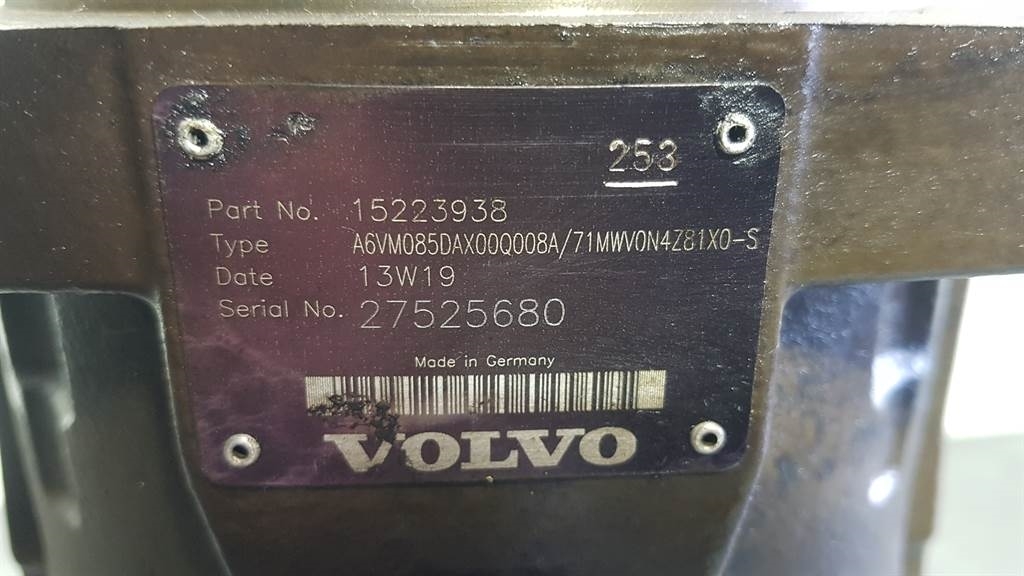 253
Part No. 15223938
Type A6VM085DAX00Q008A/71MWV0N4Z81X0-S
Date 13W19
Serial No. 27525680
Made in Germany
VOLVO